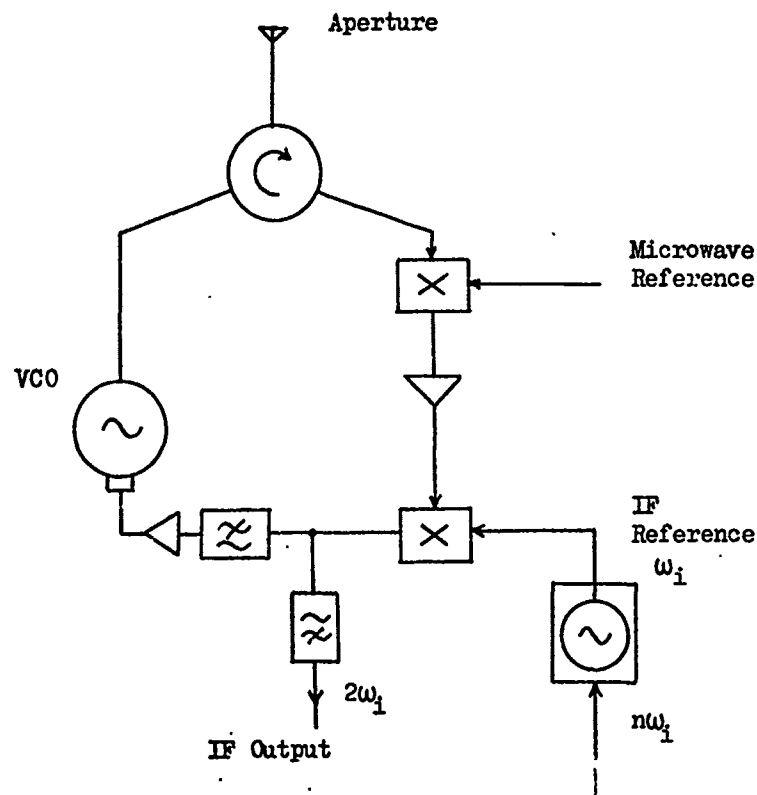 Aperture
Microwave
Reference
VCO
IF
Reference
ωi
2ωi
nωi
IF Output